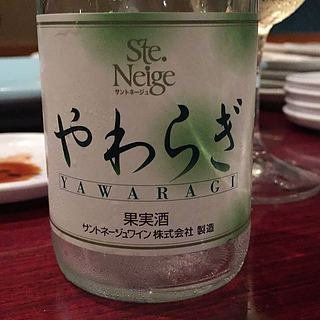 Ste.
Neige
サントネージュ
やわらぎ
YAWARAGI
果実酒
サントネージュワイン株式会社 製造